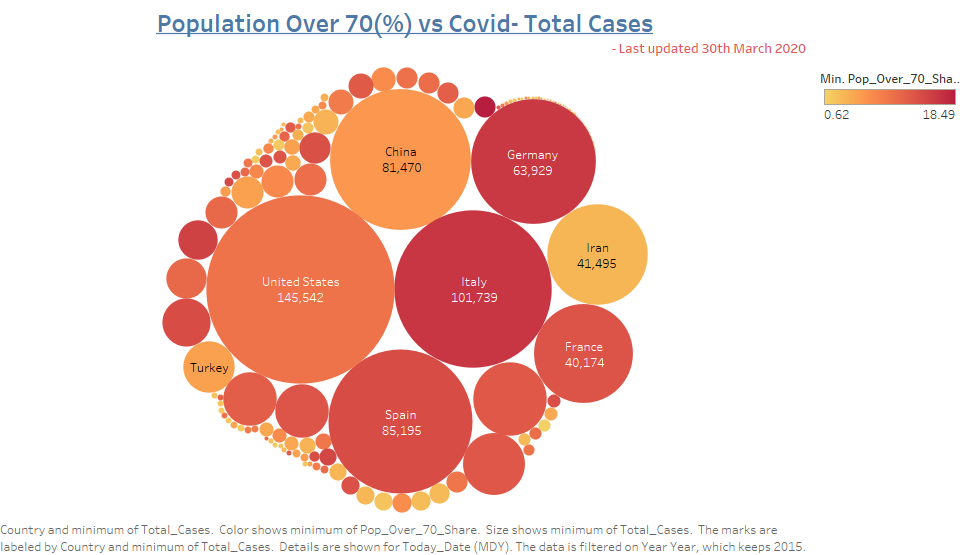 Population Over 70(%) vs Covid- Total Cases
- Last updated 30th March 2020
Min. Pop_Over_70_Sha..
0.62 18.49
China
81,470
Germany
63,929
Iran
41,495
United States
145,542
Italy
101,739
France
40,174
Turkey
Spain
85,195
Country and minimum of Total_Cases.  Color shows minimum of Pop_Over_70_Share.  Size shows minimum of Total_Cases.  The marks are
labeled by Country and minimum of Total_Cases.  Details are shown for Today_Date (MDY). The data is filtered on Year Year, which keeps 2015.